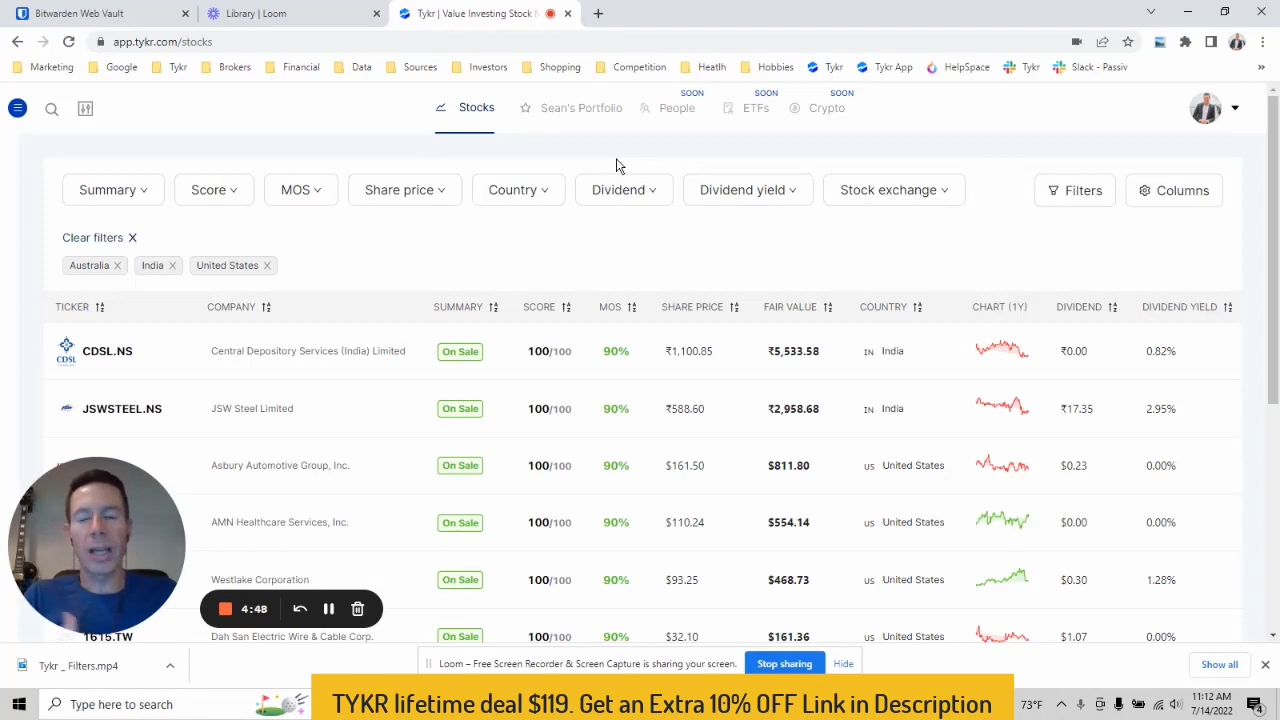 Bitwarden Web Vault
Library | Loom
Tykr | Value Investing Stock
app.tykr.com/stocks
Marketing Google Tykr Brokers Financial Data Sources Investors Shopping Competition Heatlh Hobbies Tykr Tykr App HelpSpace Tykr Slack - Passiv
SOON SOON SOON
Stocks Sean's Portfolio People ETFs Crypto
Summary Score MOS Share price Country Dividend Dividend yield Stock exchange Filters Columns
Clear filters X
Australia X India X United States X
TICKER COMPANY SUMMARY SCORE MOS SHARE PRICE FAIR VALUE COUNTRY CHART (1Y) DIVIDEND DIVIDEND YIELD
CDSL
CDSL.NS Central Depository Services (India) Limited On Sale 100/100 90% ₹1,100.85 ₹5,533.58 IN India ₹0.00 0.82%
JSWSTEEL.NS JSW Steel Limited On Sale 100/100 90% ₹588.60 ₹2,958.68 IN India ₹17.35 2.95%
Asbury Automotive Group, Inc. On Sale 100/100 90% $161.50 $811.80 US United States $0.23 0.00%
AMN Healthcare Services, Inc. On Sale 100/100 90% $110.24 $554.14 US United States $0.00 0.00%
Westlake Corporation On Sale 100/100 90% $93.25 $468.73 US United States $0.30 1.28%
4:48
1615.TW Dah San Electric Wire & Cable Corp. On Sale 100/100 90% $32.10 $161.36 United States $1.07 0.00%
Tykr _ Filters.mp4
Loom – Free Screen Recorder & Screen Capture is sharing your screen. Stop sharing Hide
Show all
Type here to search
TYKR lifetime deal $119. Get an Extra 10% OFF Link in Description
73°F
11:12 AM
7/14/2022
4